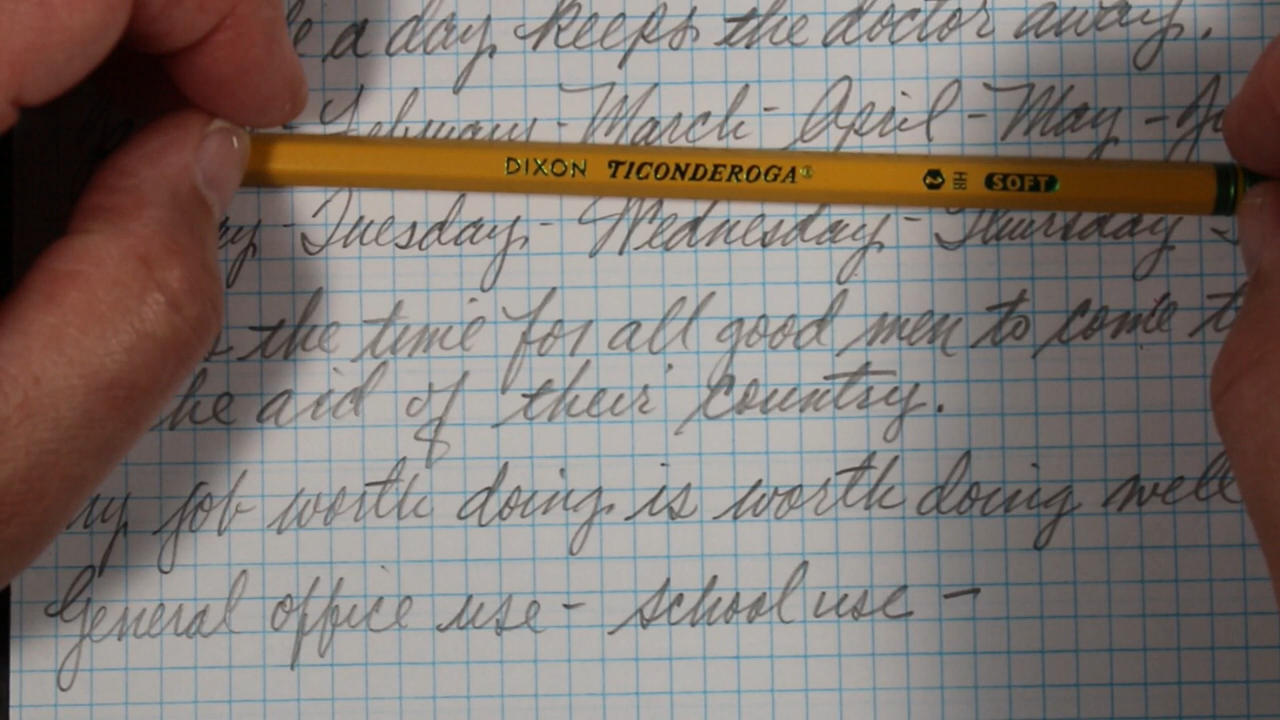 a day keeps the doctor away.
- February - March - April - May -
DIXON TICONDEROGA® HB SOFT
- Tuesday - Wednesday - Thursday -
the time for all good men to come
the aid of their country.
job worth doing is worth doing well
General office use - school use -